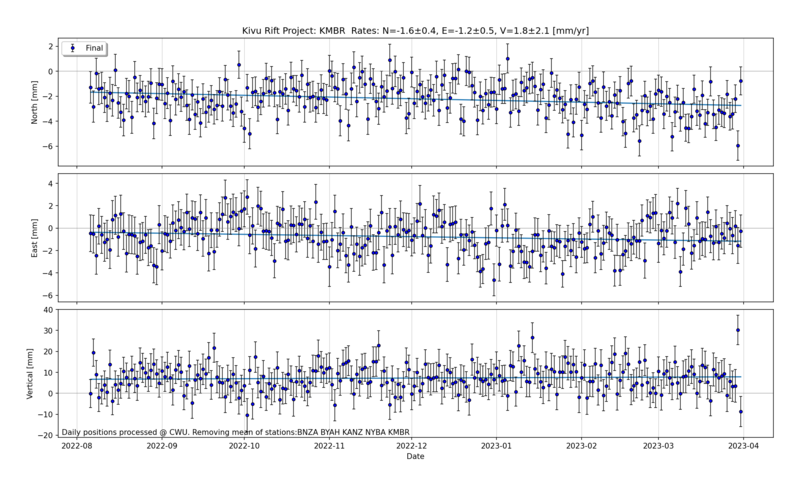 Kivu Rift Project: KMBR Rates: N=-1.6±0.4, E=-1.2±0.5, V=1.8±2.1 [mm/yr]
Final
North [mm]
2
0
−2
−4
−6
East [mm]
4
2
0
−2
−4
−6
Vertical [mm]
40
30
20
10
0
−10
−20
Daily positions processed @ CWU. Removing mean of stations:BNZA BYAH KANZ NYBA KMBR
2022-08 2022-09 2022-10 2022-11 2022-12 2023-01 2023-02 2023-03 2023-04
Date